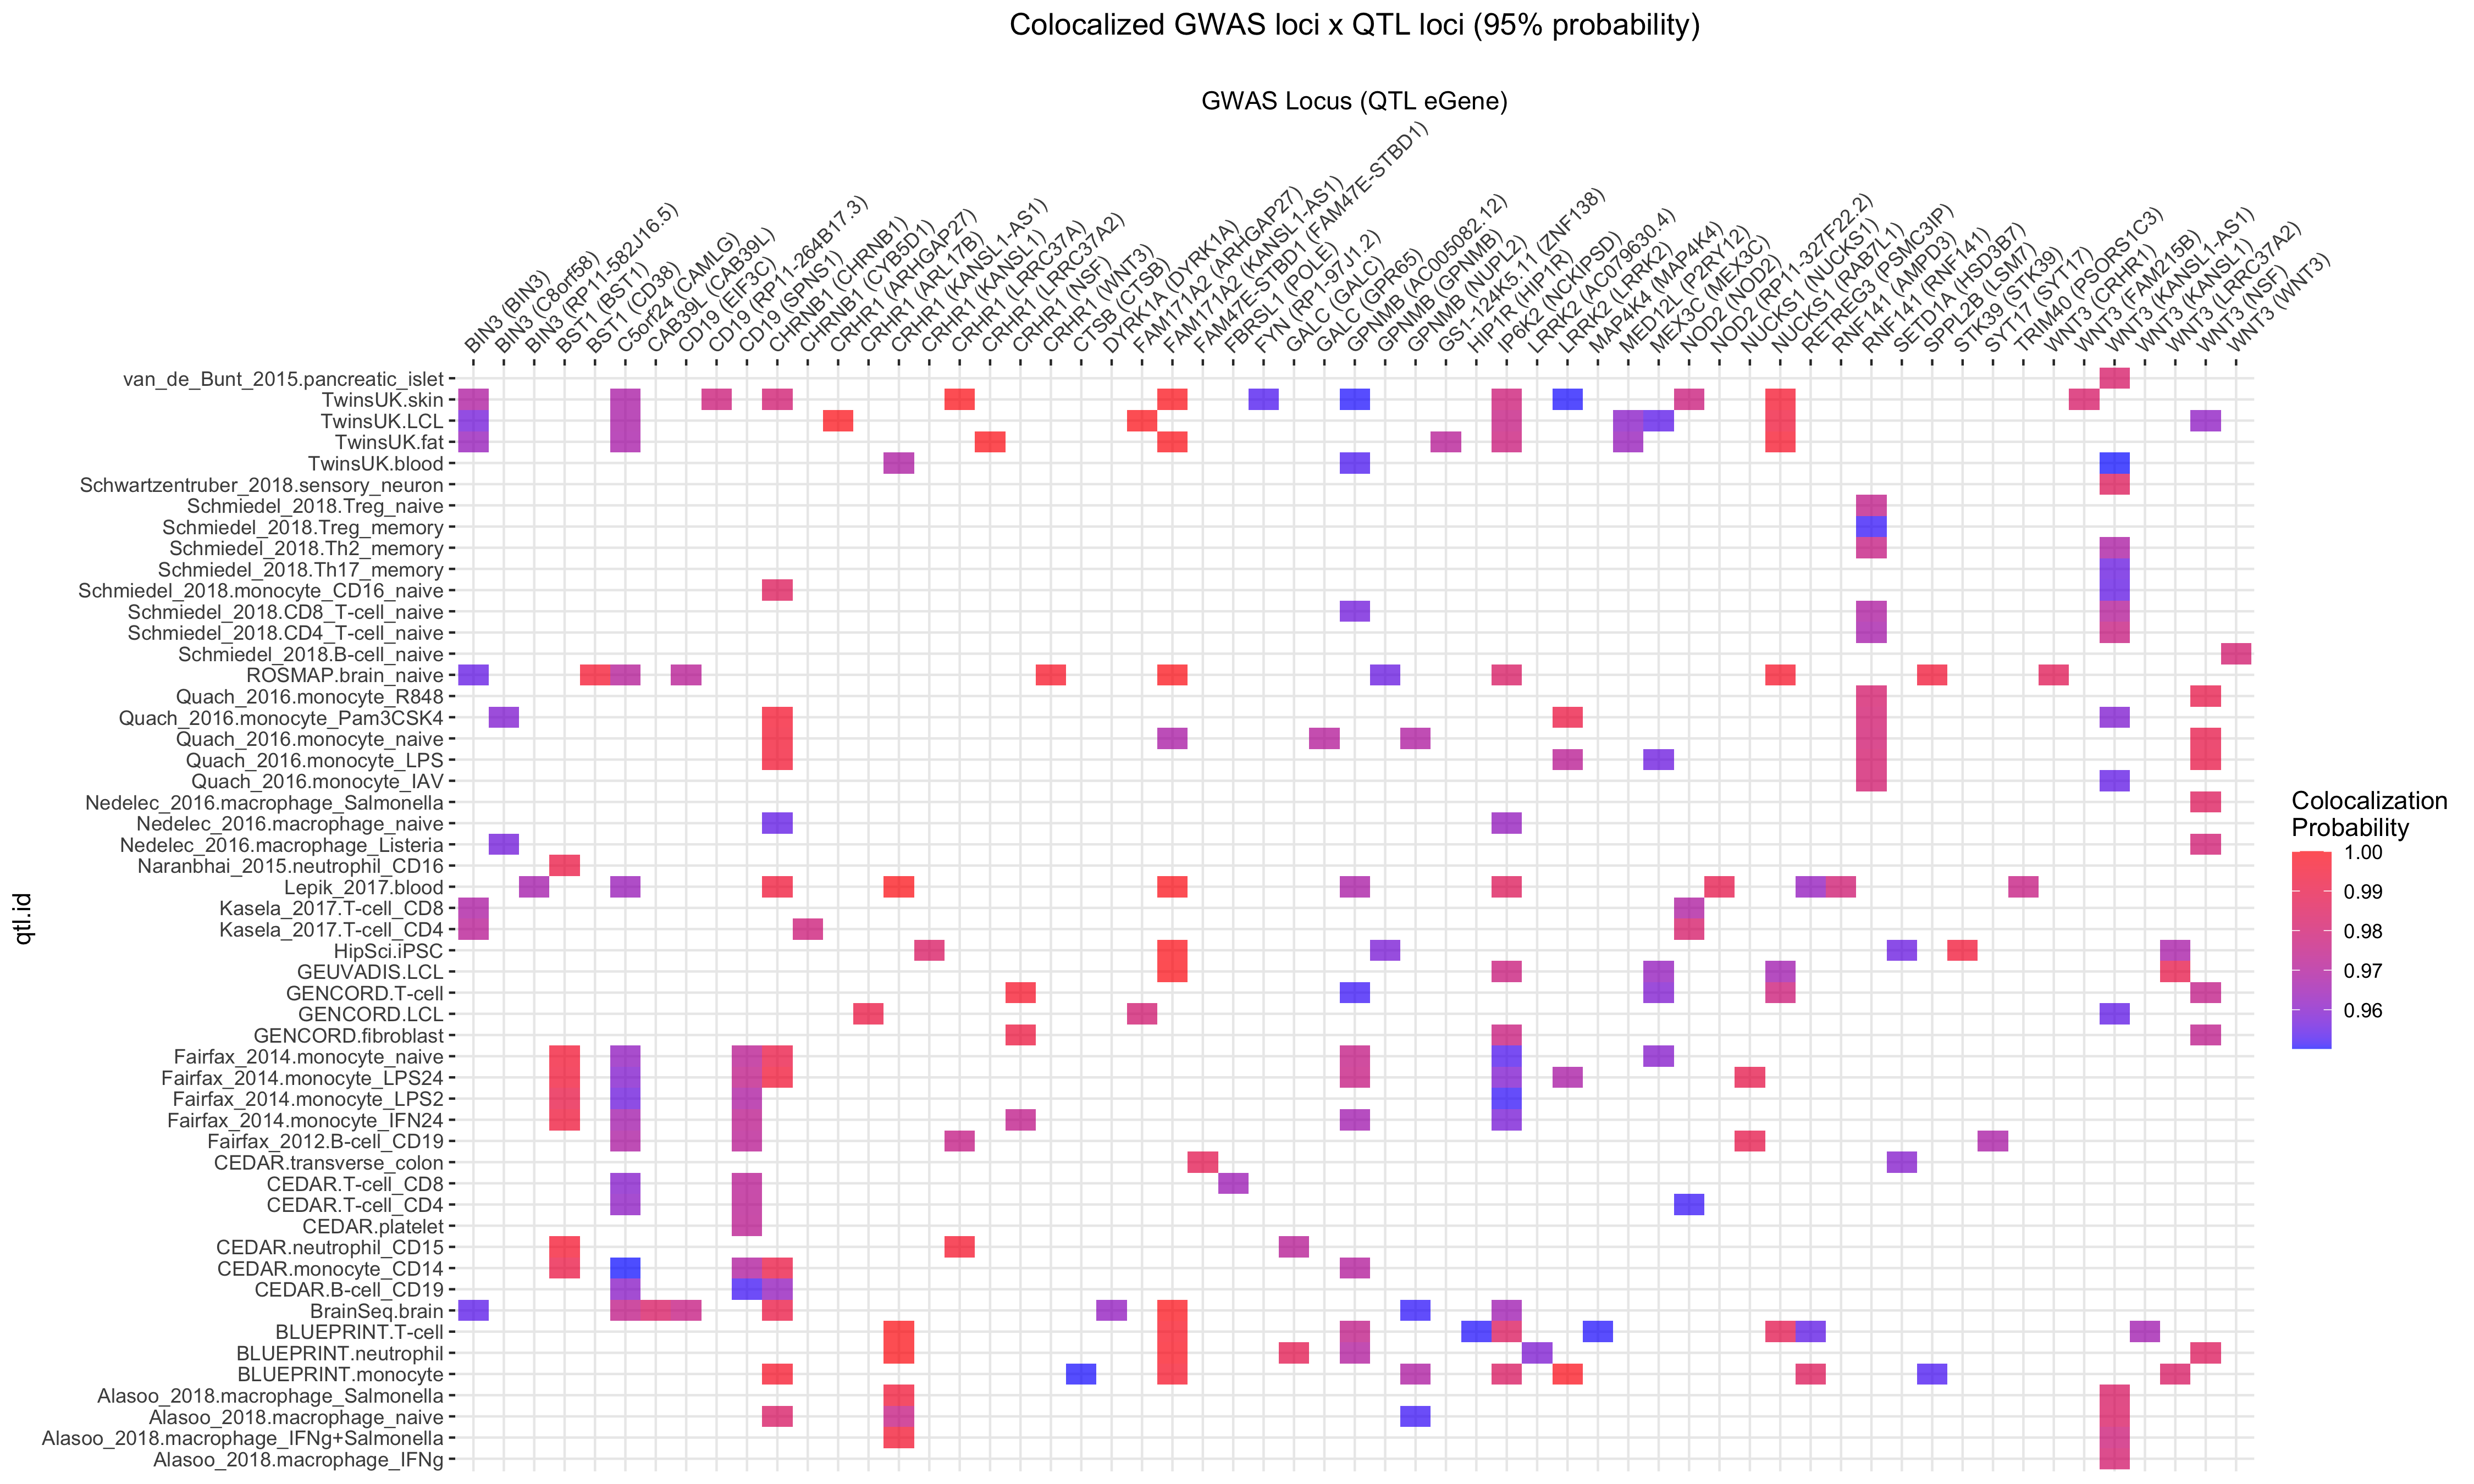 Colocalized GWAS loci x QTL loci (95% probability)
GWAS Locus (QTL eGene)
BIN3 (BIN3)
BIN3 (C8orf58)
BIN3 (RP11-582J16.5)
BST1 (BST1)
BST1 (CD38)
C5orf24 (CAMLG)
CAB39L (CAB39L)
CD19 (EIF3C)
CD19 (RP11-264B17.3)
CD19 (SPNS1)
CHRNB1 (CHRNB1)
CHRNB1 (CYB5D1)
CRHR1 (ARHGAP27)
CRHR1 (ARL17B)
CRHR1 (KANSL1-AS1)
CRHR1 (KANSL1)
CRHR1 (LRRC37A)
CRHR1 (LRRC37A2)
CRHR1 (NSF)
CRHR1 (WNT3)
CTSB (CTSB)
DYRK1A (DYRK1A)
FAM171A2 (ARHGAP27)
FAM171A2 (KANSL1-AS1)
FAM47E-STBD1 (FAM47E-STBD1)
FBRSL1 (POLE)
FYN (RP1-97J1.2)
GALC (GALC)
GALC (GPR65)
GPNMB (AC005082.12)
GPNMB (GPNMB)
GPNMB (NUPL2)
GS1-124K5.11 (ZNF138)
HIP1R (HIP1R)
IP6K2 (NCKIPSD)
LRRK2 (AC079630.4)
LRRK2 (LRRK2)
MAP4K4 (MAP4K4)
MED12L (P2RY12)
MEX3C (MEX3C)
NOD2 (NOD2)
NOD2 (RP11-327F22.2)
NUCKS1 (NUCKS1)
NUCKS1 (RAB7L1)
RETREG3 (PSMC3IP)
RNF141 (AMPD3)
RNF141 (RNF141)
SETD1A (HSD3B7)
SPPL2B (LSM7)
STK39 (STK39)
SYT17 (SYT17)
TRIM40 (PSORS1C3)
WNT3 (CRHR1)
WNT3 (FAM215B)
WNT3 (KANSL1-AS1)
WNT3 (KANSL1)
WNT3 (LRRC37A2)
WNT3 (NSF)
WNT3 (WNT3)
qtl.id
van_de_Bunt_2015.pancreatic_islet
TwinsUK.skin
TwinsUK.LCL
TwinsUK.fat
TwinsUK.blood
Schwartzentruber_2018.sensory_neuron
Schmiedel_2018.Treg_naive
Schmiedel_2018.Treg_memory
Schmiedel_2018.Th2_memory
Schmiedel_2018.Th17_memory
Schmiedel_2018.monocyte_CD16_naive
Schmiedel_2018.CD8_T-cell_naive
Schmiedel_2018.CD4_T-cell_naive
Schmiedel_2018.B-cell_naive
ROSMAP.brain_naive
Quach_2016.monocyte_R848
Quach_2016.monocyte_Pam3CSK4
Quach_2016.monocyte_naive
Quach_2016.monocyte_LPS
Quach_2016.monocyte_IAV
Nedelec_2016.macrophage_Salmonella
Nedelec_2016.macrophage_naive
Nedelec_2016.macrophage_Listeria
Naranbhai_2015.neutrophil_CD16
Lepik_2017.blood
Kasela_2017.T-cell_CD8
Kasela_2017.T-cell_CD4
HipSci.iPSC
GEUVADIS.LCL
GENCORD.T-cell
GENCORD.LCL
GENCORD.fibroblast
Fairfax_2014.monocyte_naive
Fairfax_2014.monocyte_LPS24
Fairfax_2014.monocyte_LPS2
Fairfax_2014.monocyte_IFN24
Fairfax_2012.B-cell_CD19
CEDAR.transverse_colon
CEDAR.T-cell_CD8
CEDAR.T-cell_CD4
CEDAR.platelet
CEDAR.neutrophil_CD15
CEDAR.monocyte_CD14
CEDAR.B-cell_CD19
BrainSeq.brain
BLUEPRINT.T-cell
BLUEPRINT.neutrophil
BLUEPRINT.monocyte
Alasoo_2018.macrophage_Salmonella
Alasoo_2018.macrophage_naive
Alasoo_2018.macrophage_IFNg+Salmonella
Alasoo_2018.macrophage_IFNg
Colocalization
Probability
1.00
0.99
0.98
0.97
0.96